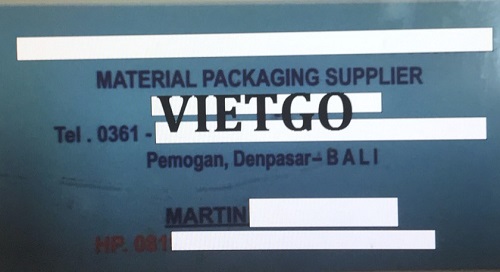 MATERIAL PACKAGING SUPPLIER
VIETGO
Tel . 0361 -
Pemogan, Denpasar– B A L I
MARTIN
HP. 081